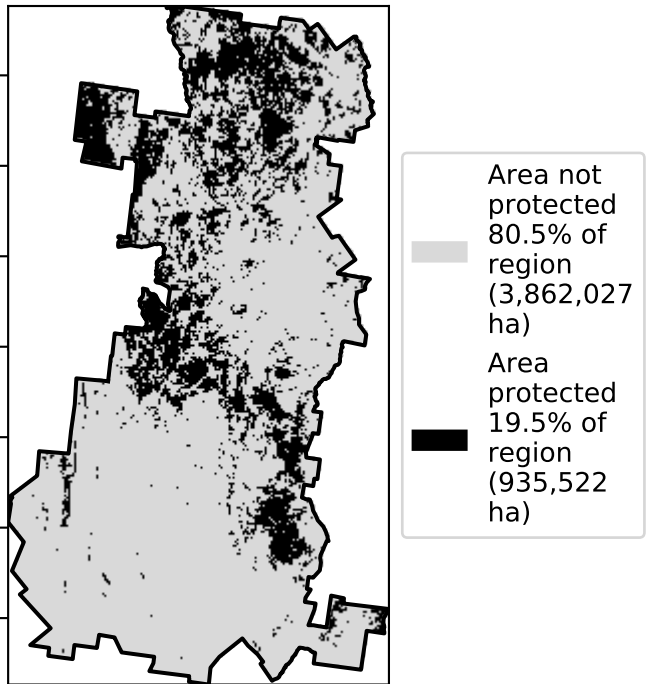 Area not
protected
80.5% of
region
(3,862,027
ha)
Area
protected
19.5% of
region
(935,522
ha)